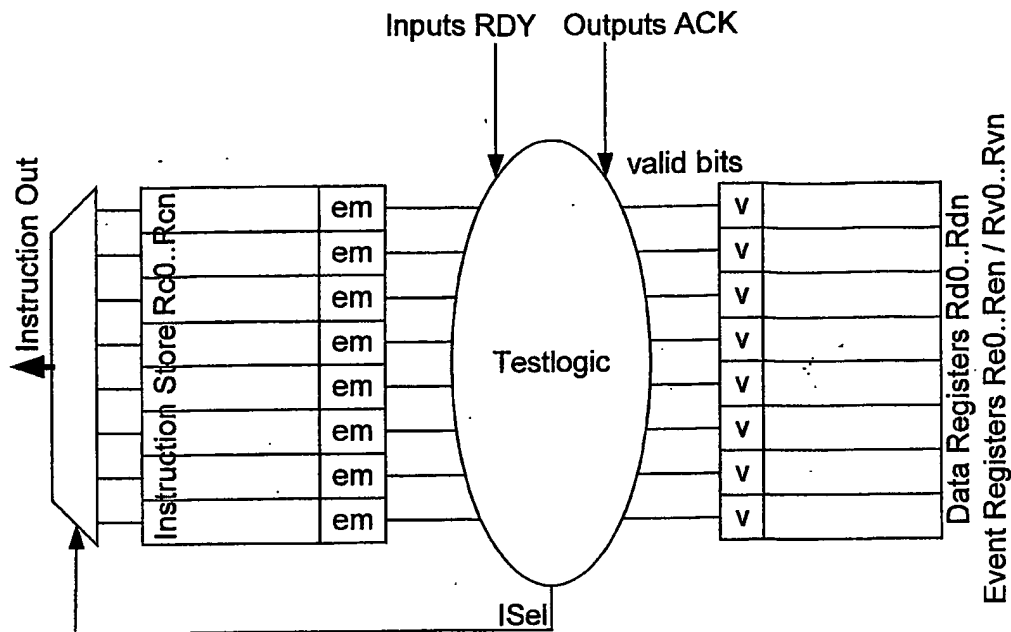 Inputs RDY
Outputs ACK
valid bits
Instruction Out
Instruction Store Rc0..Rcn
em
em
em
em
em
em
em
em
Testlogic
v
v
v
v
v
v
v
v
Data Registers Rd0..Rdn
Event Registers Re0..Ren / Rv0..Rvn
ISel